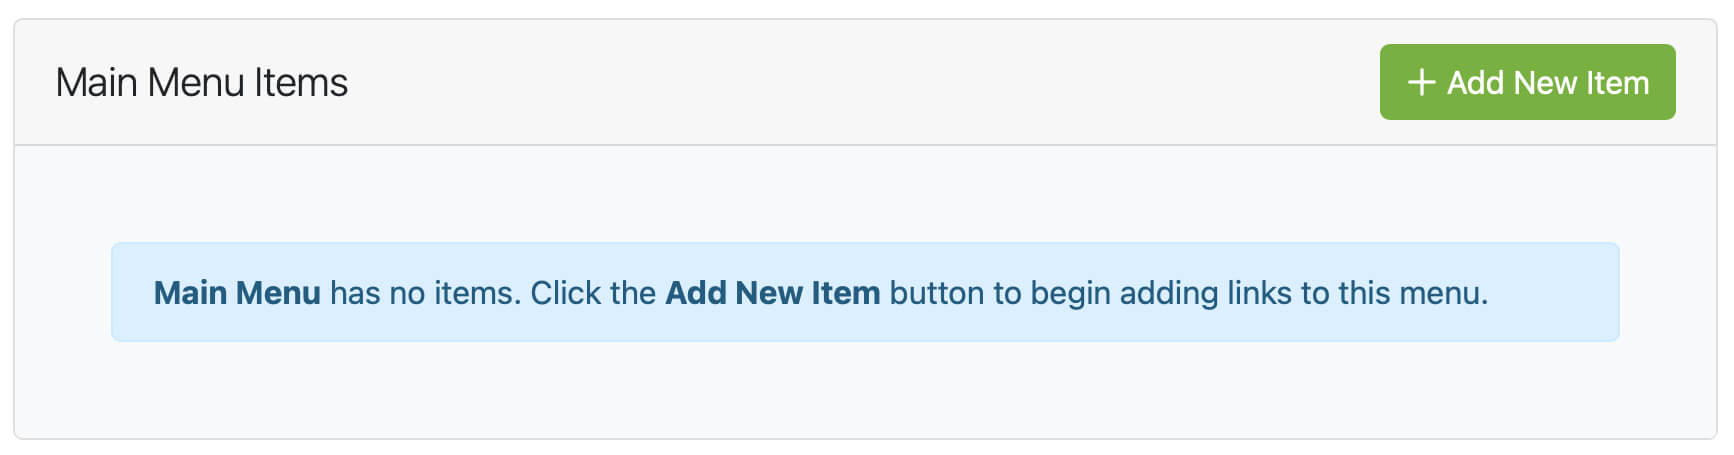 Main Menu Items
+ Add New Item
Main Menu has no items. Click the Add New Item button to begin adding links to this menu.